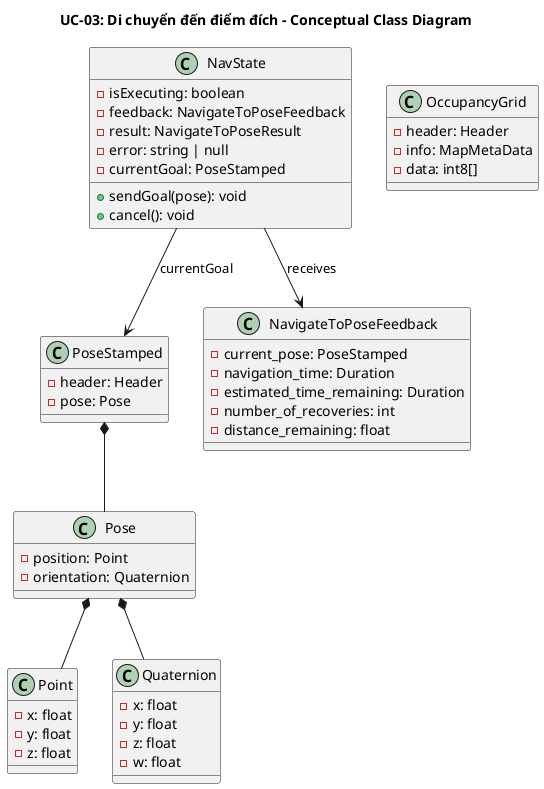 UC-03: Di chuyển đến điểm đích - Conceptual Class Diagram
C NavState
isExecuting: boolean
feedback: NavigateToPoseFeedback
result: NavigateToPoseResult
error: string | null
currentGoal: PoseStamped
sendGoal(pose): void
cancel(): void
C OccupancyGrid
header: Header
info: MapMetaData
data: int8[]
currentGoal
receives
C PoseStamped
header: Header
pose: Pose
C NavigateToPoseFeedback
current_pose: PoseStamped
navigation_time: Duration
estimated_time_remaining: Duration
number_of_recoveries: int
distance_remaining: float
C Pose
position: Point
orientation: Quaternion
C Point
x: float
y: float
z: float
C Quaternion
x: float
y: float
z: float
w: float